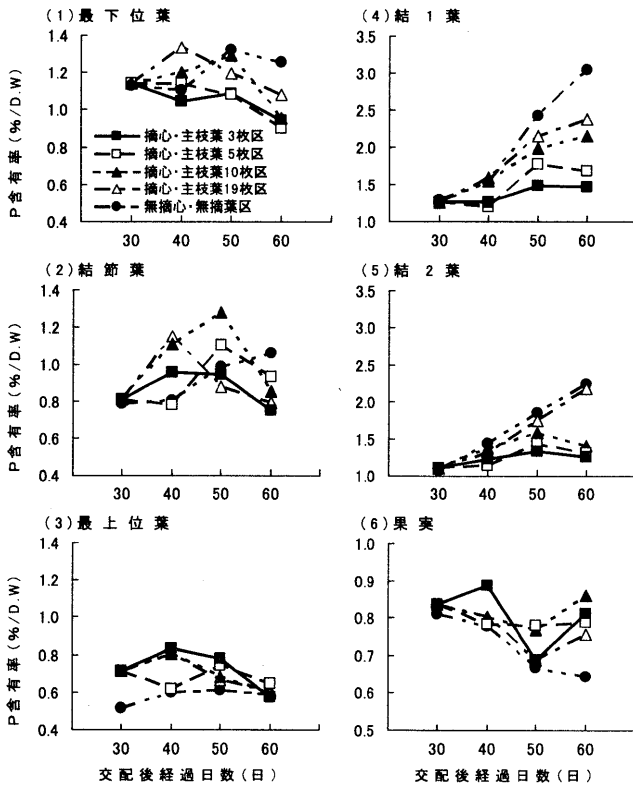 (1)最下位葉
1.4
1.2
1.0
0.8
0.6
0.4
P含有率(%/D.W)
摘心・主枝葉 3枚区
摘心・主枝葉 5枚区
摘心・主枝葉10枚区
摘心・主枝葉19枚区
無摘心・無摘葉区
30 40 50 60
(2)結節葉
1.4
1.2
1.0
0.8
0.6
0.4
P含有率(%/D.W)
30 40 50 60
(3)最上位葉
1.4
1.2
1.0
0.8
0.6
0.4
P含有率(%/D.W)
30 40 50 60
交配後経過日数(日)
(4)結1葉
3.5
3.0
2.5
2.0
1.5
1.0
30 40 50 60
(5)結2葉
3.5
3.0
2.5
2.0
1.5
1.0
30 40 50 60
(6)果実
1.0
0.9
0.8
0.7
0.6
0.5
30 40 50 60
交配後経過日数(日)